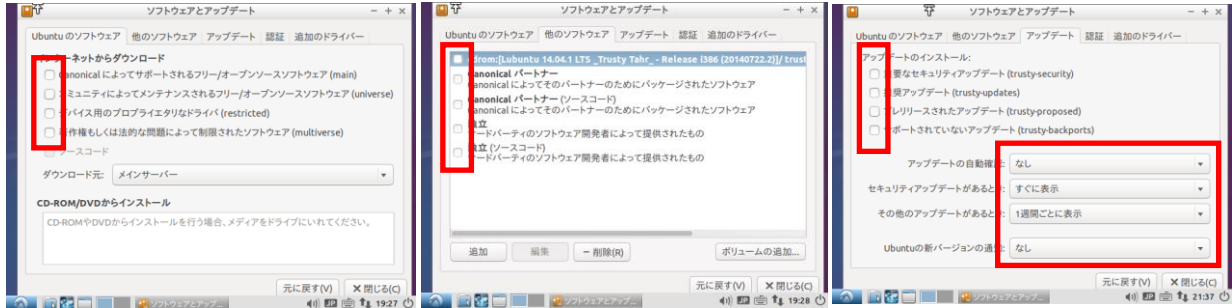 ソフトウェアとアップデート
Ubuntu のソフトウェア 他のソフトウェア アップデート 認証 追加のドライバー
インターネットからダウンロード
Canonical によってサポートされるフリー/オープンソースソフトウェア (main)
コミュニティによってメンテナンスされるフリー/オープンソースソフトウェア (universe)
デバイス用のプロプライエタリなドライバ (restricted)
著作権もしくは法的な問題によって制限されたソフトウェア (multiverse)
ソースコード
ダウンロード元: メインサーバー
CD-ROM/DVDからインストール
CD-ROMやDVDからインストールを行う場合、メディアをドライブにいれてください。
元に戻す(V) ×閉じる(C)
ソフトウェアとアップ...
19:27
ソフトウェアとアップデート
Ubuntu のソフトウェア 他のソフトウェア アップデート 認証 追加のドライバー
cdrom:[Lubuntu 14.04.1 LTS _Trusty Tahr_ - Release i386 (20140722.2)]/ trust
Canonical パートナー
Canonical によってそのパートナーのためにパッケージされたソフトウェア
Canonical パートナー (ソースコード)
Canonical によってそのパートナーのためにパッケージされたソフトウェア
独立
サードパーティのソフトウェア開発者によって提供されたもの
独立 (ソースコード)
サードパーティのソフトウェア開発者によって提供されたもの
追加 編集 − 削除(R) ボリュームの追加...
元に戻す(V) ×閉じる(C)
ソフトウェアとアップ...
19:28
ソフトウェアとアップデート
Ubuntu のソフトウェア 他のソフトウェア アップデート 認証 追加のドライバー
アップデートのインストール:
重要なセキュリティアップデート (trusty-security)
推奨アップデート (trusty-updates)
プレリリースされたアップデート (trusty-proposed)
サポートされていないアップデート (trusty-backports)
アップデートの自動確認: なし
セキュリティアップデートがあるとき: すぐに表示
その他のアップデートがあるとき: 1週間ごとに表示
Ubuntuの新バージョンの通知: なし
元に戻す(V) ×閉じる(C)
ソフトウェアとアップ...
21:37